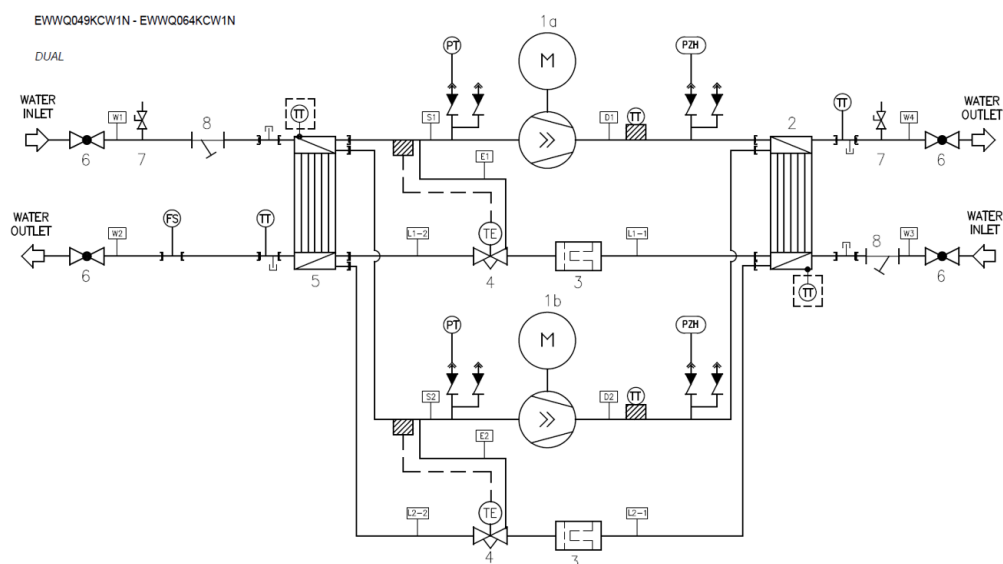 EWWQ049KCW1N - EWWQ064KCW1N
DUAL
1a
M
PT
PZH
WATER
INLET
W1
8
TT
S1
D1
TT
2
TT
W4
WATER
OUTLET
6
7
7
6
E1
WATER
OUTLET
W2
FS
TT
L1-2
TE
L1-1
8
W3
WATER
INLET
6
5
4
3
6
TT
1b
M
PT
PZH
S2
D2
TT
E2
L2-2
TE
L2-1
4
3